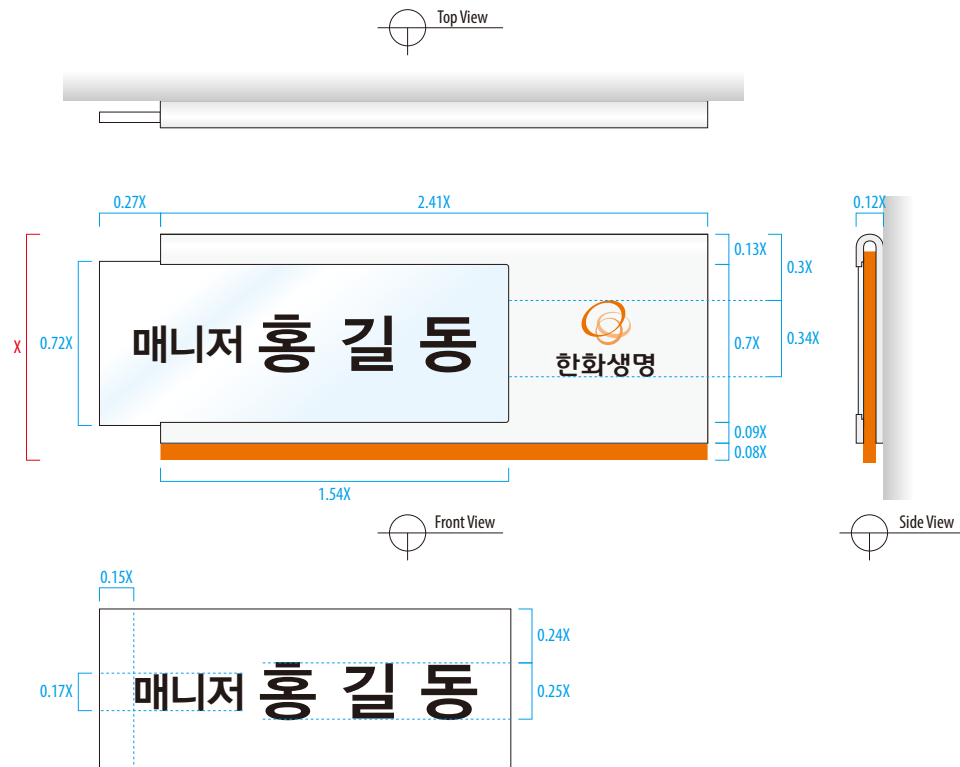 Top View
0.27X
2.41X
0.12X
0.13X
0.3X
X
0.72X
매니저 홍 길 동
한화생명
0.7X
0.34X
0.09X
0.08X
1.54X
Front View
Side View
0.15X
0.24X
0.17X
매니저 홍 길 동
0.25X